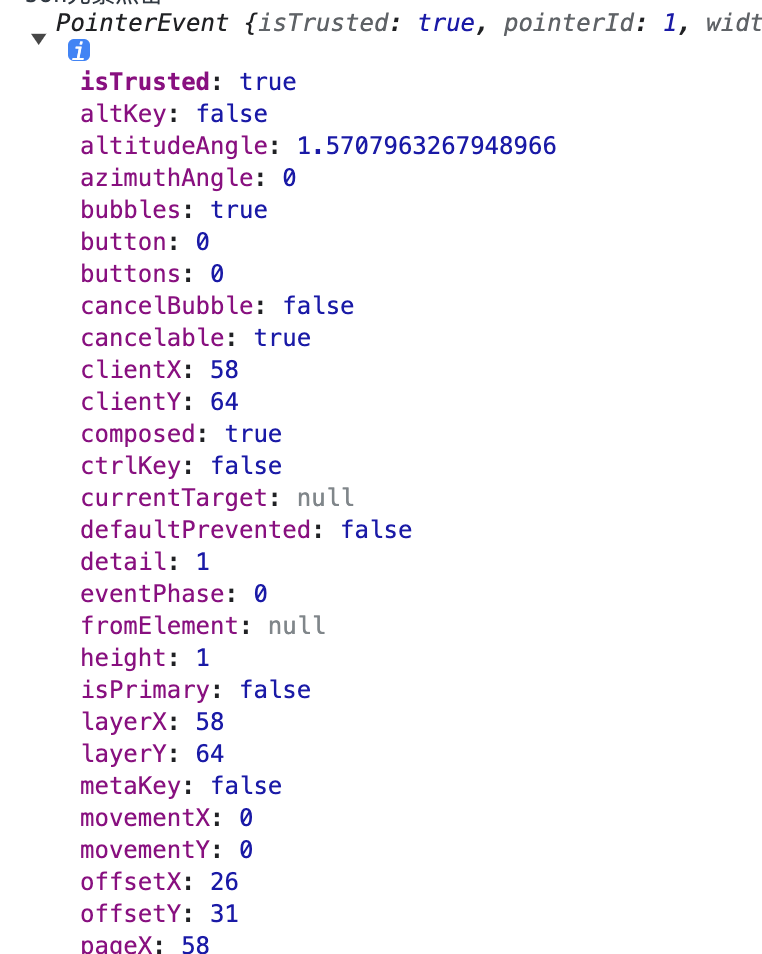 PointerEvent {isTrusted: true, pointerId: 1, widt
i
isTrusted: true
altKey: false
altitudeAngle: 1.5707963267948966
azimuthAngle: 0
bubbles: true
button: 0
buttons: 0
cancelBubble: false
cancelable: true
clientX: 58
clientY: 64
composed: true
ctrlKey: false
currentTarget: null
defaultPrevented: false
detail: 1
eventPhase: 0
fromElement: null
height: 1
isPrimary: false
layerX: 58
layerY: 64
metaKey: false
movementX: 0
movementY: 0
offsetX: 26
offsetY: 31
pageX: 58